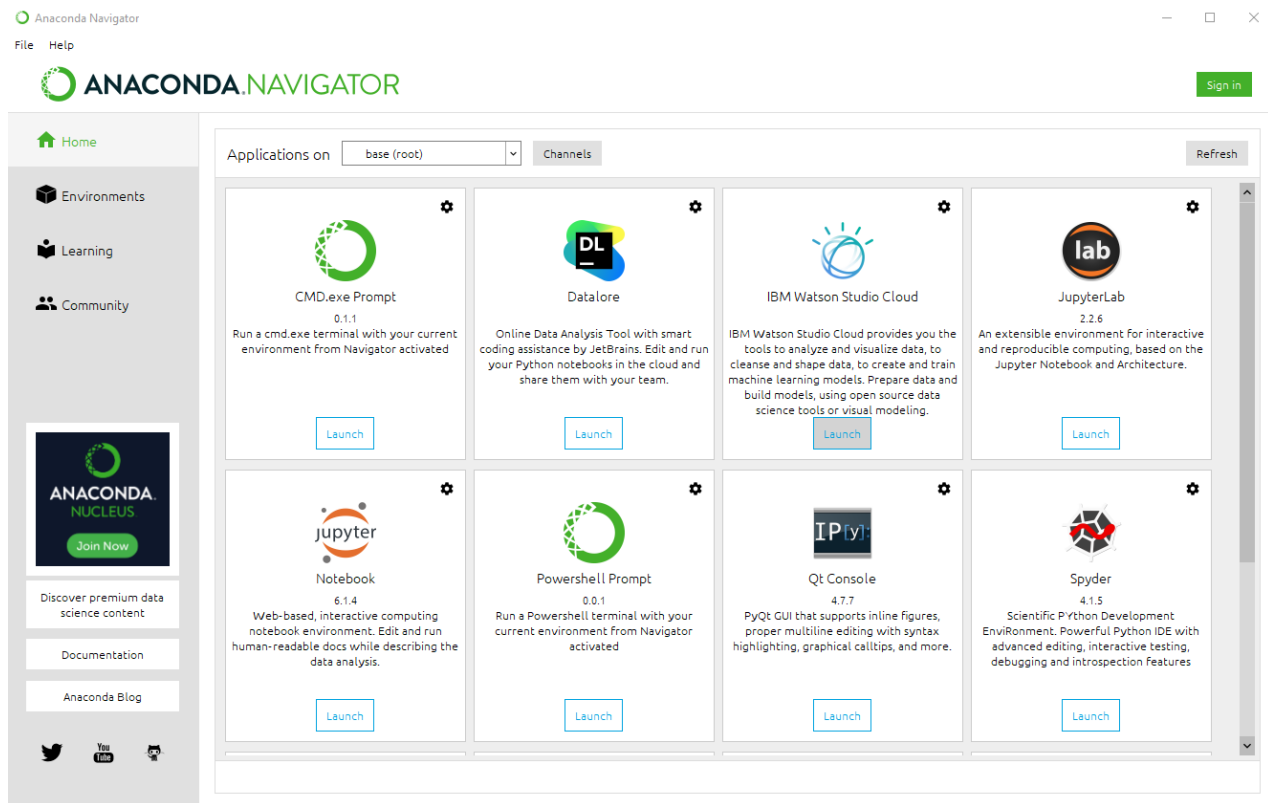 Anaconda Navigator
File Help
ANACONDA.NAVIGATOR
Sign in
Home
Environments
Learning
Community
ANACONDA.
NUCLEUS
Join Now
Discover premium data
science content
Documentation
Anaconda Blog
You
Tube
Applications on base (root) Channels Refresh
CMD.exe Prompt
0.1.1
Run a cmd.exe terminal with your current
environment from Navigator activated
Launch
DL
Datalore
Online Data Analysis Tool with smart
coding assistance by JetBrains. Edit and run
your Python notebooks in the cloud and
share them with your team.
Launch
IBM Watson Studio Cloud
IBM Watson Studio Cloud provides you the
tools to analyze and visualize data, to
cleanse and shape data, to create and train
machine learning models. Prepare data and
build models, using open source data
science tools or visual modeling.
Launch
lab
JupyterLab
2.2.6
An extensible environment for interactive
and reproducible computing, based on the
Jupyter Notebook and Architecture.
Launch
jupyter
Notebook
6.1.4
Web-based, interactive computing
notebook environment. Edit and run
human-readable docs while describing the
data analysis.
Launch
Powershell Prompt
0.0.1
Run a Powershell terminal with your
current environment from Navigator
activated
Launch
IP[y]:
Qt Console
4.7.7
PyQt GUI that supports inline figures,
proper multiline editing with syntax
highlighting, graphical calltips, and more.
Launch
Spyder
4.1.5
Scientific PYthon Development
EnviRonment. Powerful Python IDE with
advanced editing, interactive testing,
debugging and introspection features
Launch